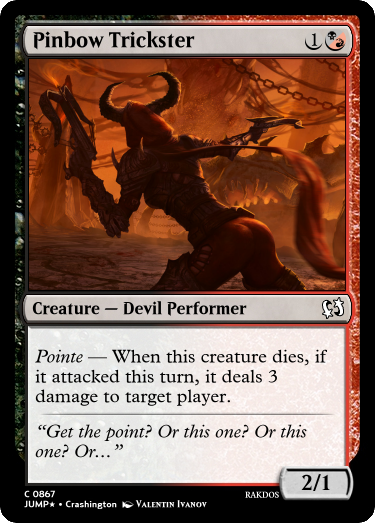 Pinbow Trickster 1
Creature — Devil Performer
Pointe — When this creature dies, if
it attacked this turn, it deals 3
damage to target player.
“Get the point? Or this one? Or this
one? Or…”
2/1
C 0867
JUMP★ • Crashington VALENTIN IVANOV
RAKDOS